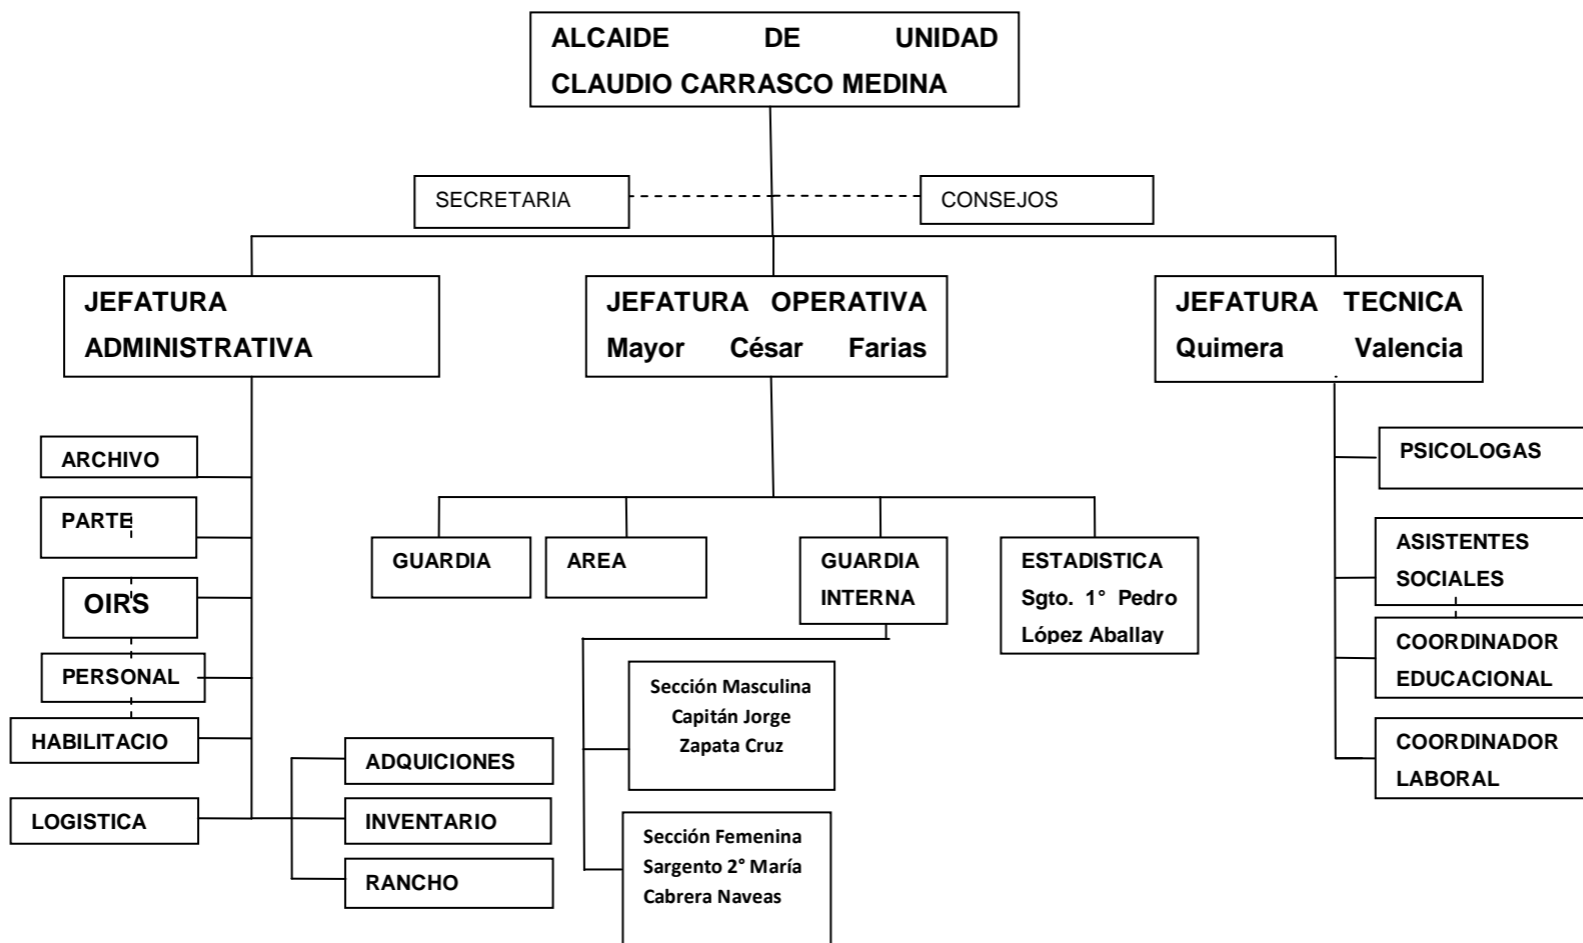 ALCAIDE DE UNIDAD
CLAUDIO CARRASCO MEDINA
SECRETARIA
CONSEJOS
JEFATURA
ADMINISTRATIVA
JEFATURA OPERATIVA
Mayor César Farias
JEFATURA TECNICA
Quimera Valencia
ARCHIVO
PARTE
OIRS
PERSONAL
HABILITACIO
LOGISTICA
ADQUICIONES
INVENTARIO
RANCHO
GUARDIA
AREA
GUARDIA
INTERNA
ESTADISTICA
Sgto. 1° Pedro
López Aballay
Sección Masculina
Capitán Jorge
Zapata Cruz
Sección Femenina
Sargento 2° María
Cabrera Naveas
PSICOLOGAS
ASISTENTES
SOCIALES
COORDINADOR
EDUCACIONAL
COORDINADOR
LABORAL